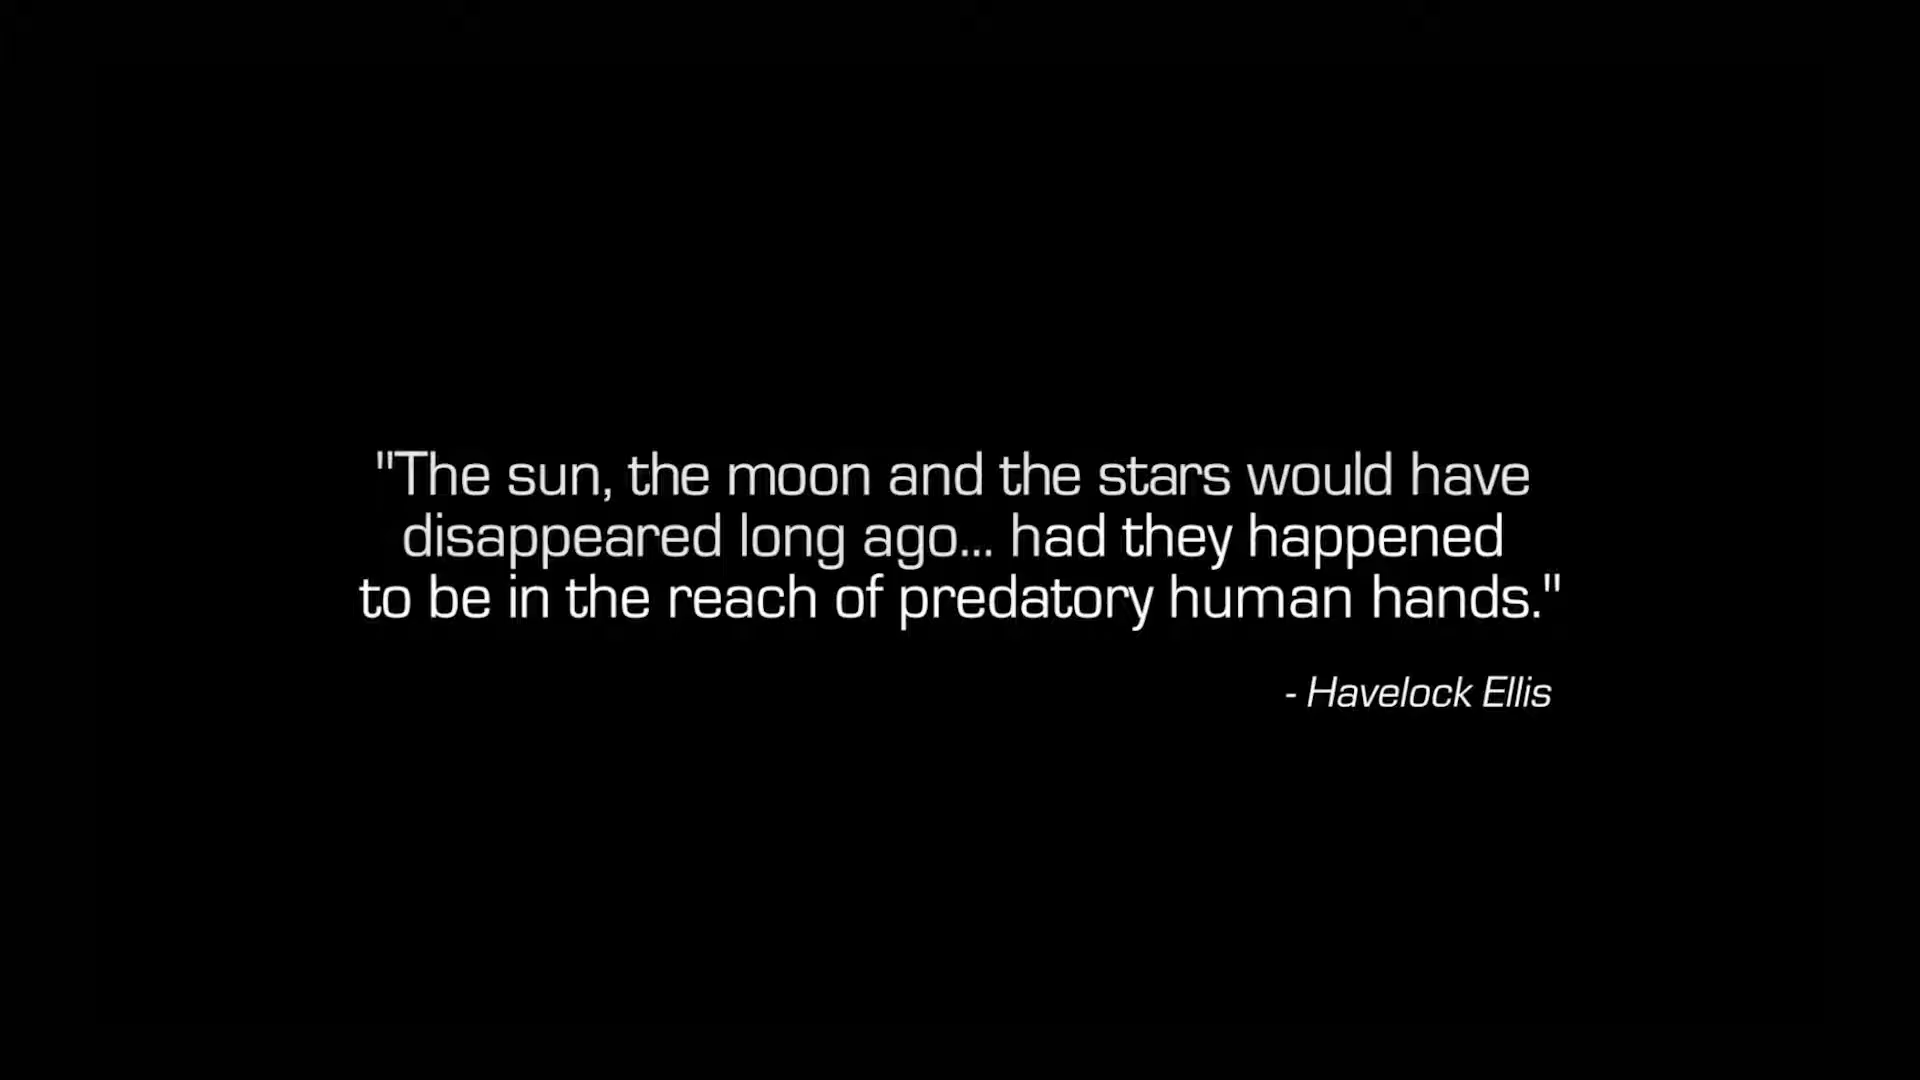 "The sun, the moon and the stars would have
disappeared long ago... had they happened
to be in the reach of predatory human hands."
- Havelock Ellis